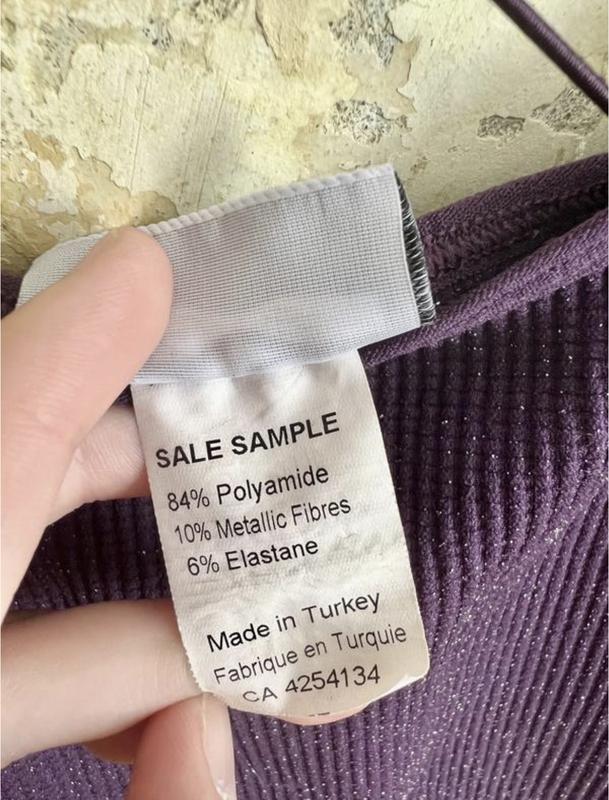 SALE SAMPLE
84% Polyamide
10% Metallic Fibres
6% Elastane
Made in Turkey
Fabrique en Turquie
CA 4254134